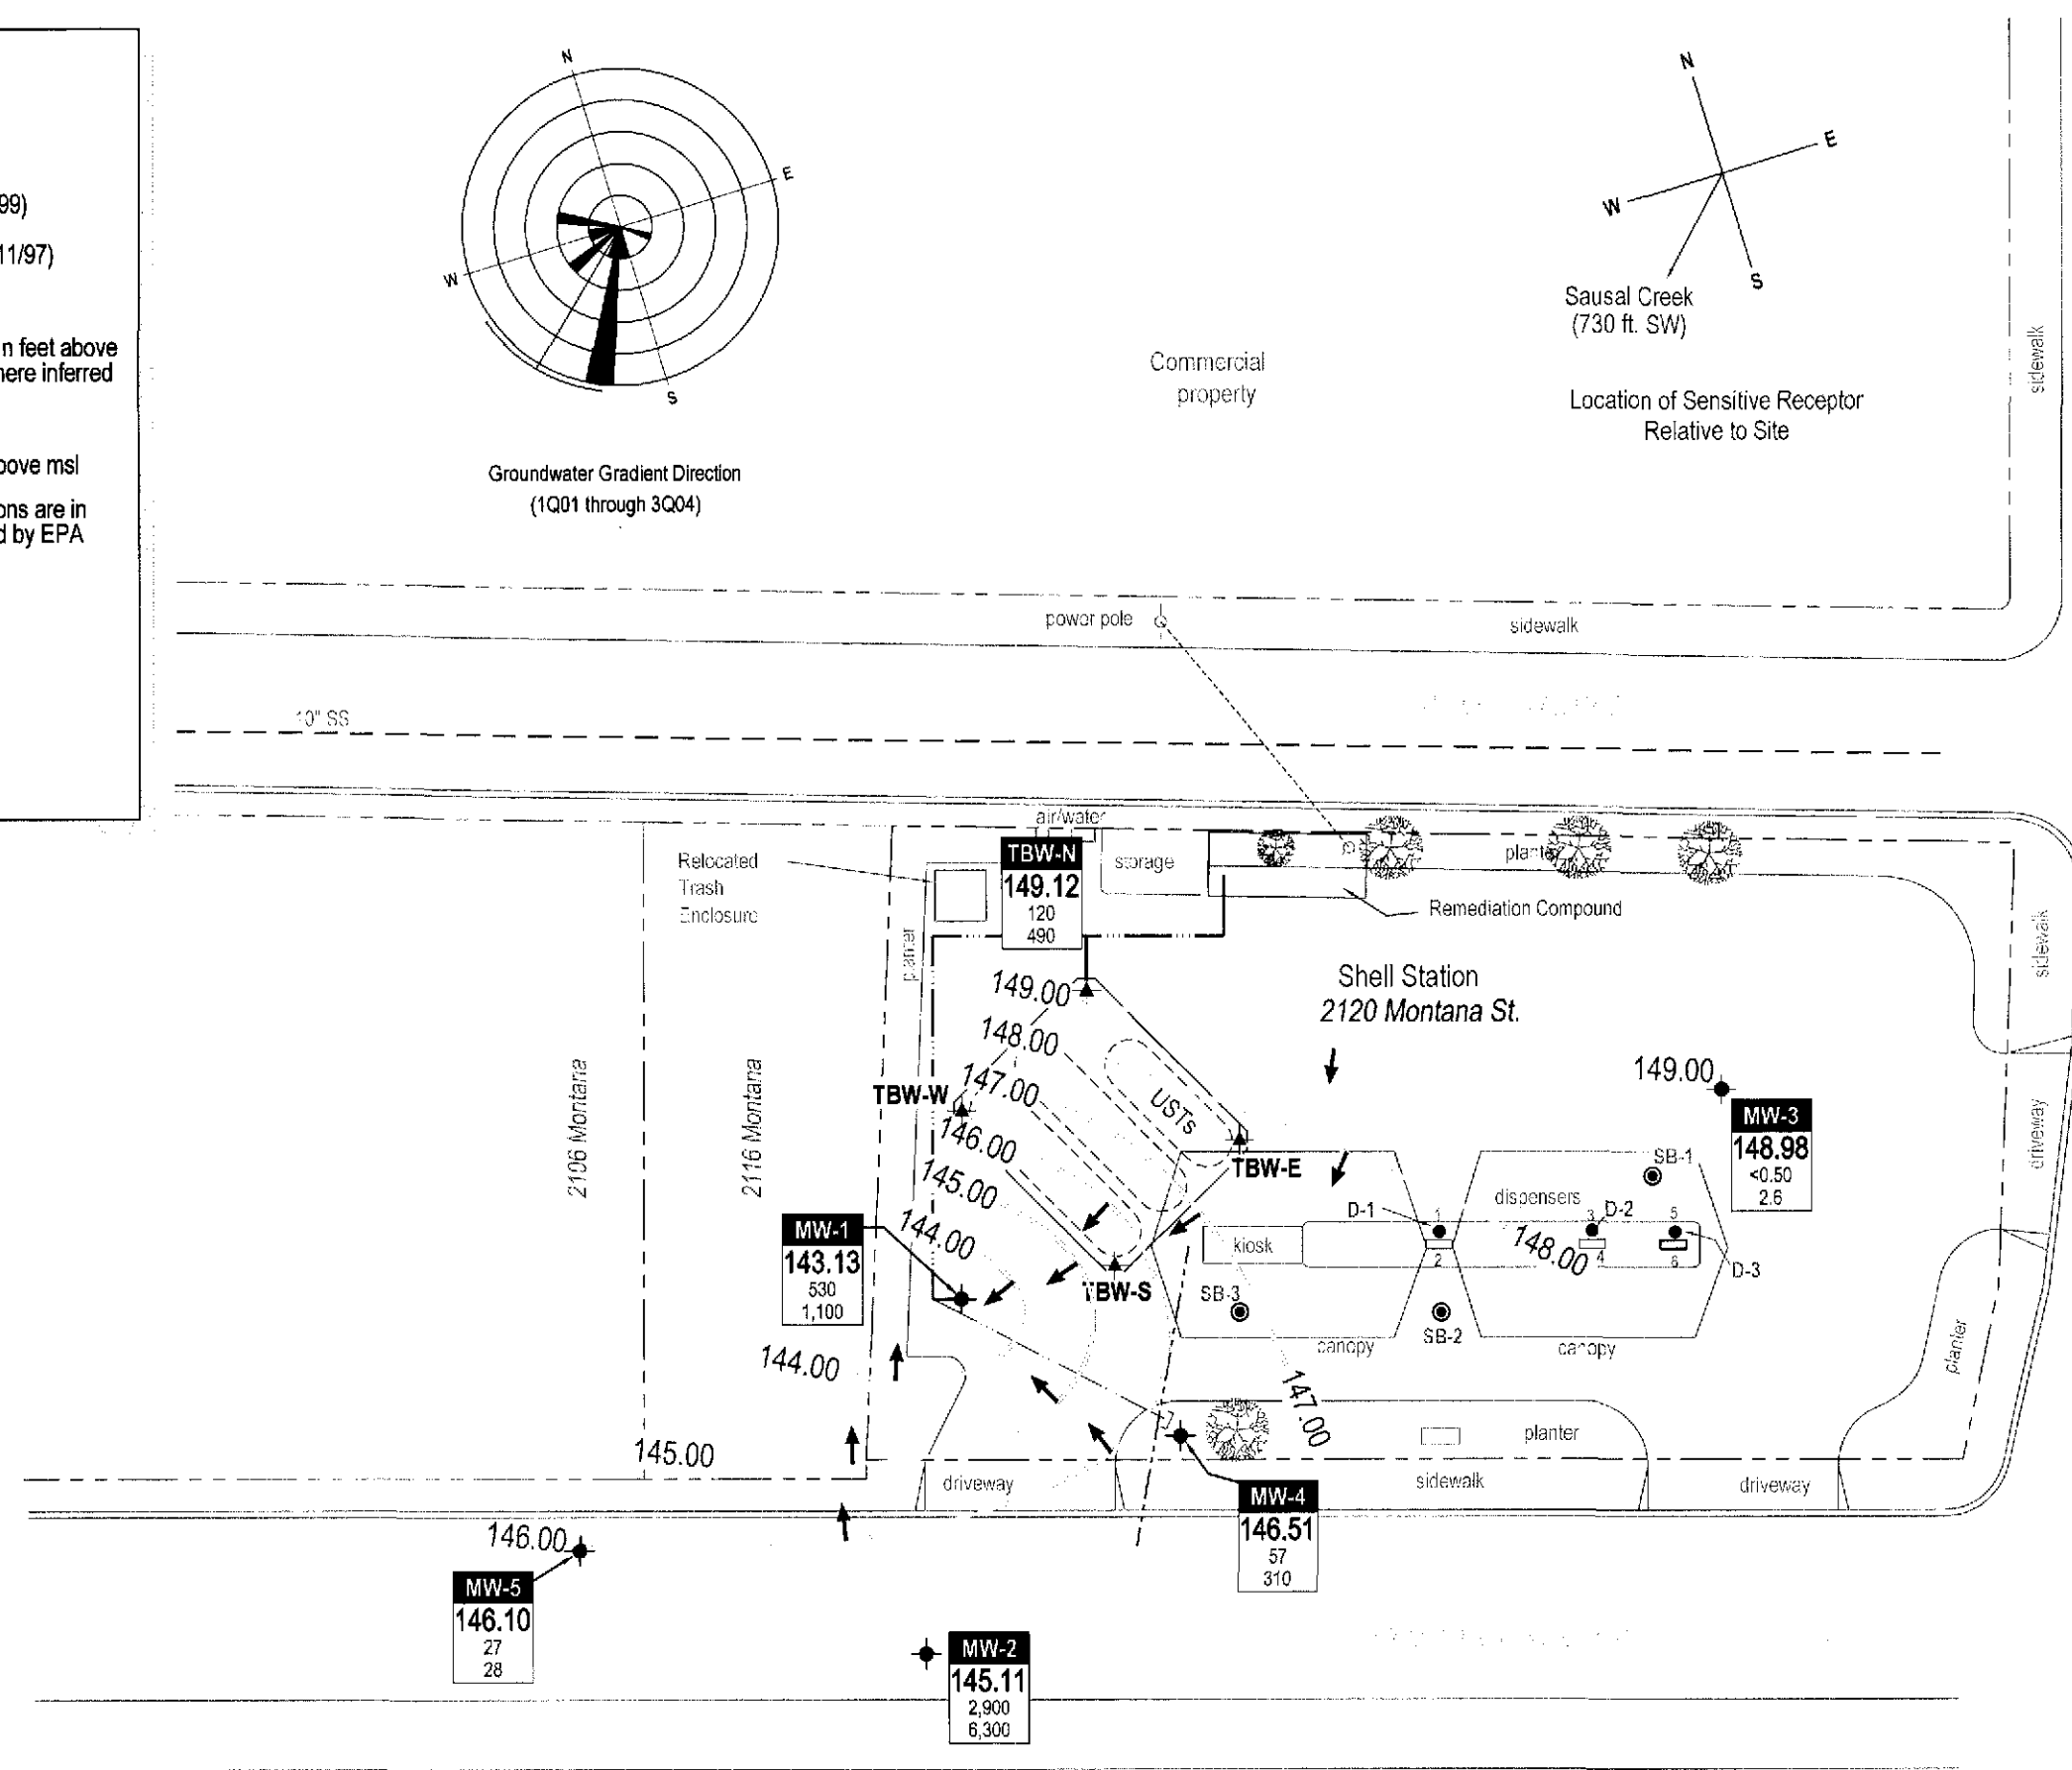 99)
11/97)
n feet above
here inferred
bove msl
ons are in
d by EPA
N
E
W
S
Groundwater Gradient Direction
(1Q01 through 3Q04)
N
E
W
S
Sausal Creek
(730 ft. SW)
Location of Sensitive Receptor
Relative to Site
Commercial
property
sidewalk
power pole
sidewalk
10" SS
air/water
Relocated
Trash
Enclosure
TBW-N
149.12
120
490
storage
planter
Remediation Compound
planter
sidewalk
Shell Station
2120 Montana St.
149.00
148.00
147.00
146.00
145.00
144.00
TBW-W
USTs
TBW-E
TBW-S
2106 Montana
2116 Montana
149.00
MW-3
148.98
<0.50
2.6
driveway
SB-1
dispensers
D-1
D-2
D-3
1
2
3
4
5
6
148.00
kiosk
SB-3
SB-2
canopy
canopy
MW-1
143.13
530
1,100
144.00
145.00
147.00
planter
planter
driveway
sidewalk
driveway
MW-4
146.51
57
310
146.00
MW-5
146.10
27
28
MW-2
145.11
2,900
6,300